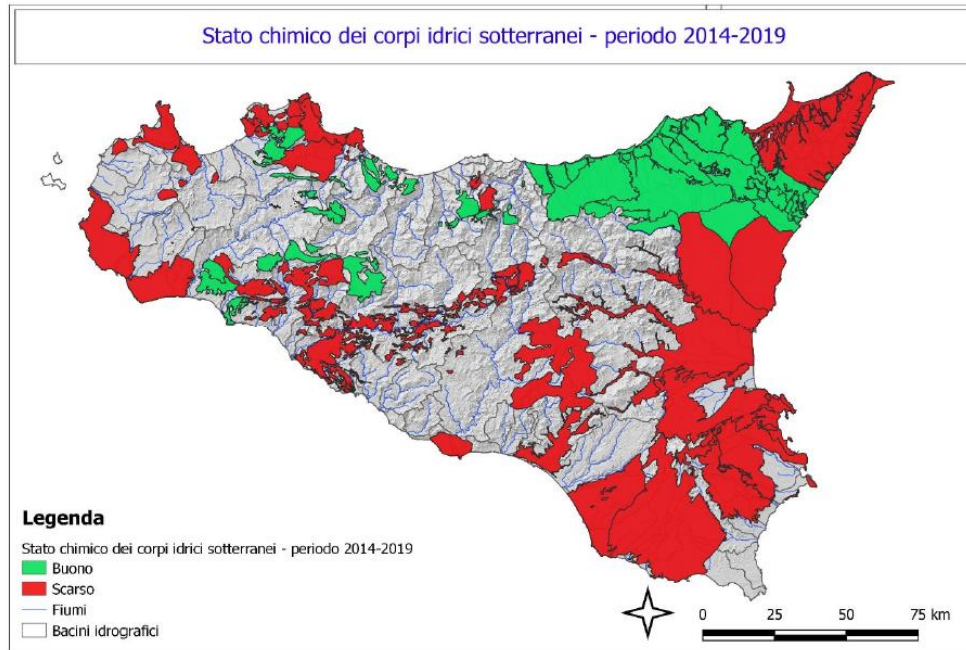 Stato chimico dei corpi idrici sotterranei - periodo 2014-2019
Legenda
Stato chimico dei corpi idrici sotterranei - periodo 2014-2019
Buono
Scarso
Fiumi
Bacini idrografici
0 25 50 75 km